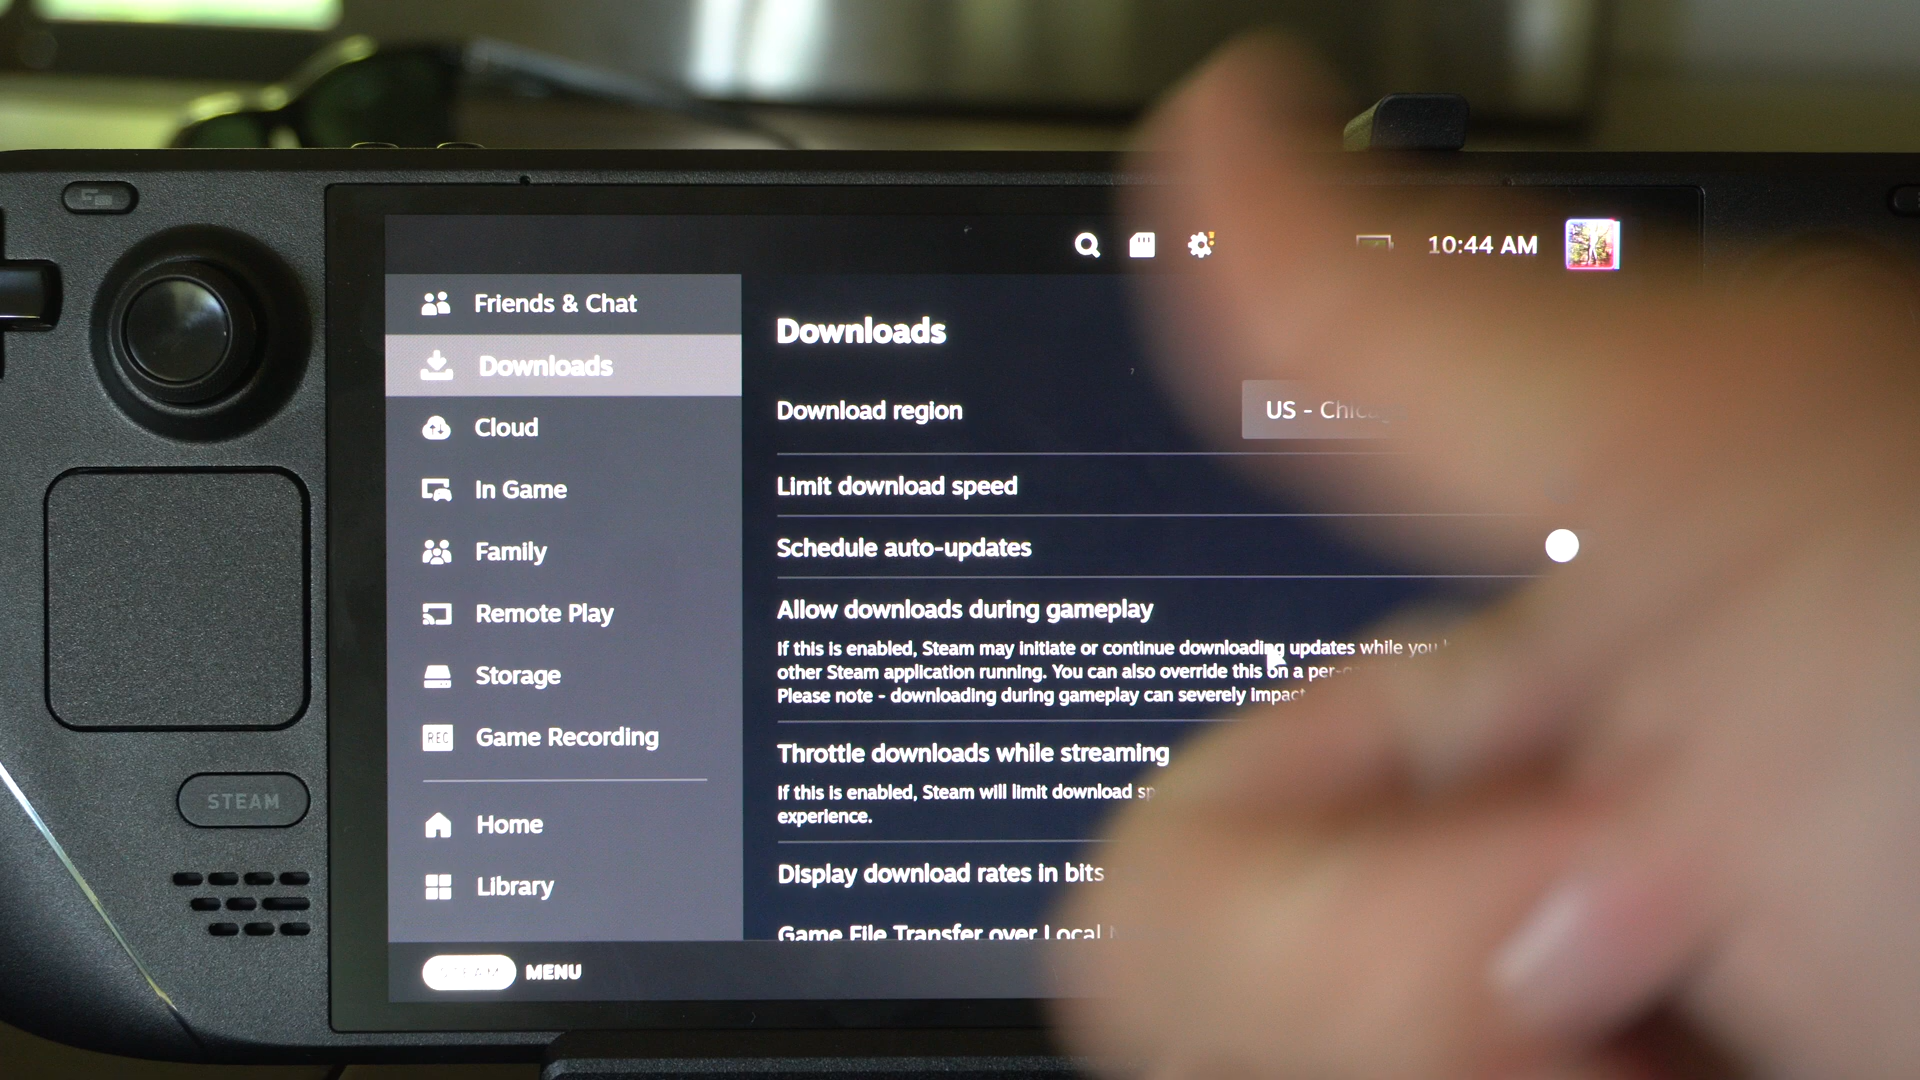 10:44 AM
Friends & Chat
Downloads
Cloud
In Game
Family
Remote Play
Storage
REC Game Recording
Home
Library
Downloads
Download region
US - Chicago
Limit download speed
Schedule auto-updates
Allow downloads during gameplay
If this is enabled, Steam may initiate or continue downloading updates while you
other Steam application running. You can also override this on a
Please note - downloading during gameplay can severely impact
Throttle downloads while streaming
If this is enabled, Steam will limit download
experience.
Display download rates in bits
Game File Transfer over Local
STEAM
STEAM MENU